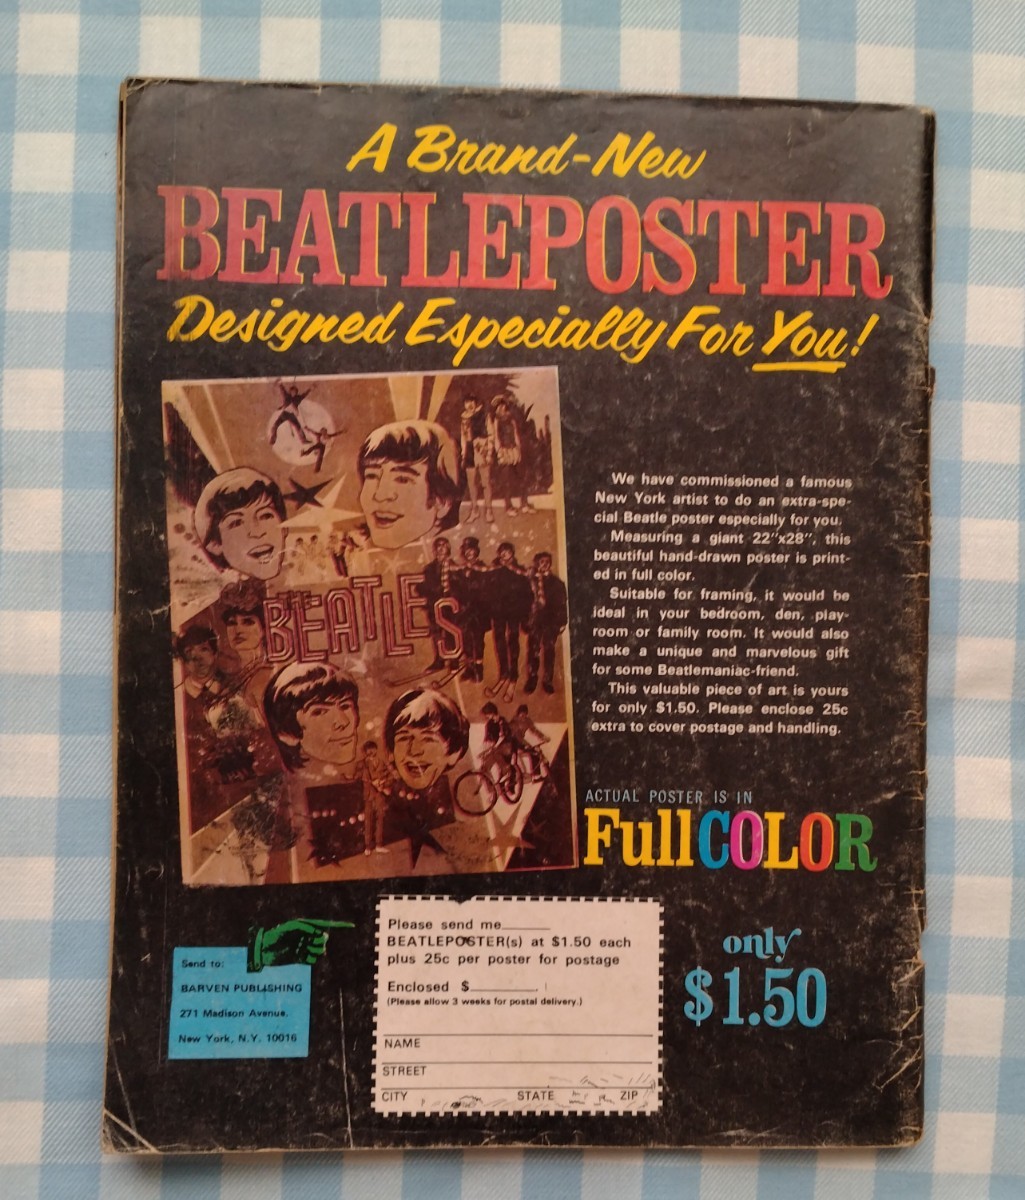 A Brand-New
BEATLEPOSTER
Designed Especially For You!
THE
BEATLES
We have commissioned a famous
New York artist to do an extra-spe-
cial Beatle poster especially for you.
Measuring a giant 22"x28", this
beautiful hand-drawn poster is print-
ed in full color.
Suitable for framing, it would be
ideal in your bedroom, den, play-
room or family room. It would also
make a unique and marvelous gift
for some Beatlemaniac-friend.
This valuable piece of art is yours
for only $1.50. Please enclose 25c
extra to cover postage and handling.
ACTUAL POSTER IS IN
FullCOLOR
Send to:
BARVEN PUBLISHING
271 Madison Avenue.
New York, N.Y. 10016
Please send me_____
BEATLEPOSTER(s) at $1.50 each
plus 25c per poster for postage
Enclosed $________.
(Please allow 3 weeks for postal delivery.)
NAME
STREET
CITY STATE ZIP
only
$1.50